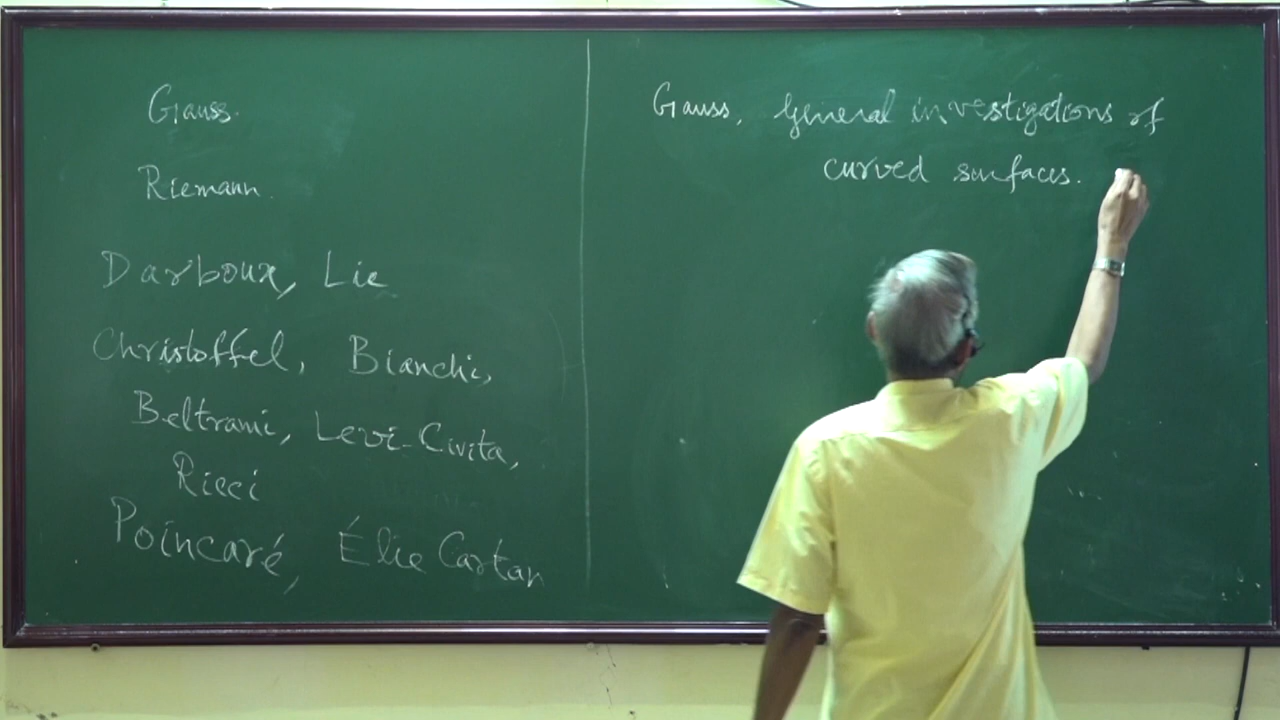 Gauss.
Riemann.
Darboux, Lie
Christoffel, Bianchi,
Beltrami, Levi-Civita,
Ricci
Poincaré, Élie Cartan
Gauss, General investigations of
curved surfaces.